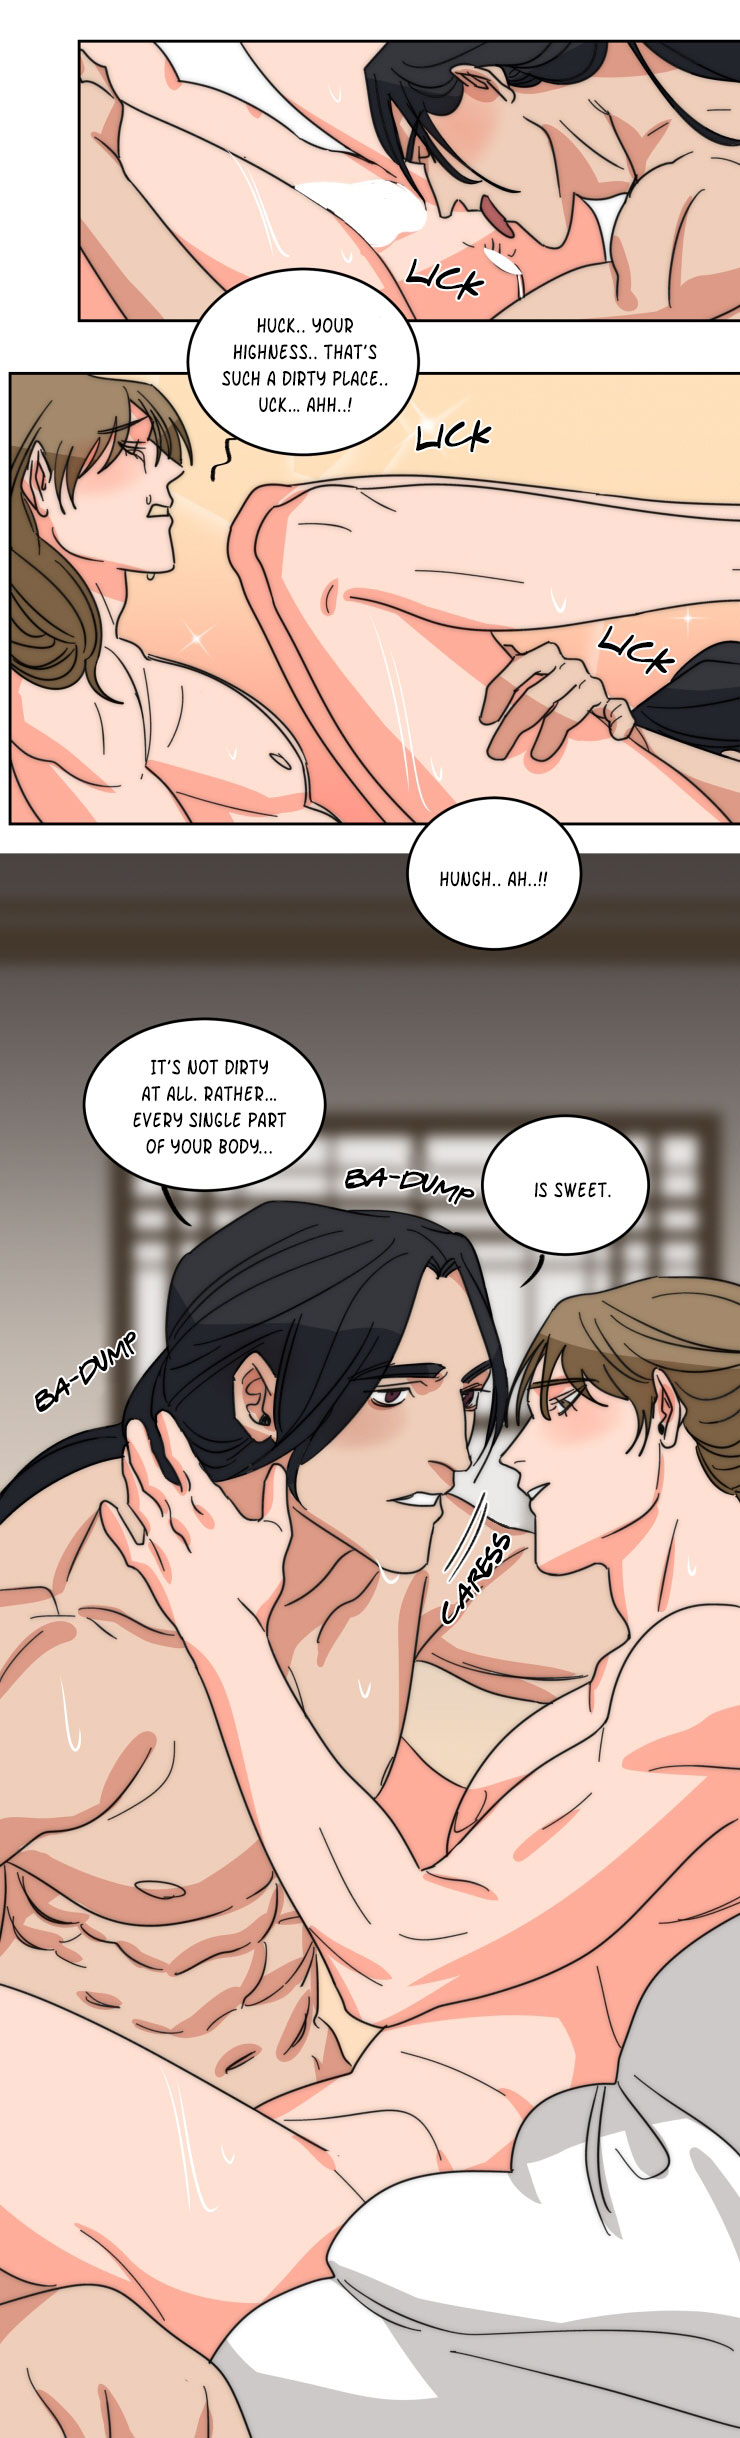 LICK
HUCK.. YOUR
HIGHNESS.. THAT'S
SUCH A DIRTY PLACE..
UCK... AHH..!
LICK
LICK
HUNGH.. AH..!!
IT'S NOT DIRTY
AT ALL. RATHER...
EVERY SINGLE PART
OF YOUR BODY...
BA-DUMP
IS SWEET.
BA-DUMP
CARESS